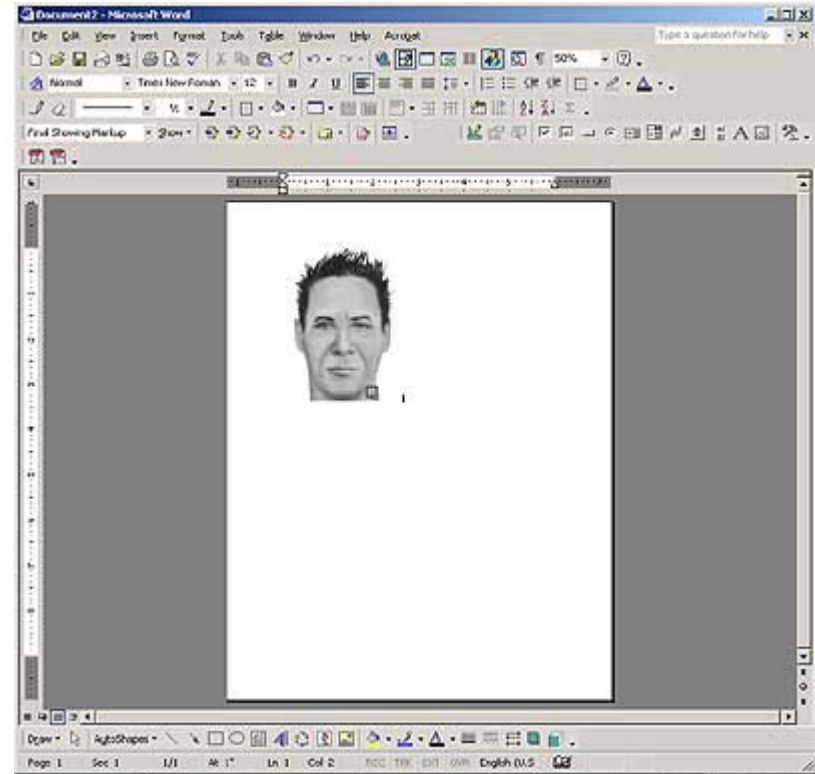 Document2 - Microsoft Word
File Edit View Insert Format Tools Table Window Help Acrobat Type a question for help
50%
Normal Times New Roman 12 B I U
Final Showing Markup Show
Draw AutoShapes
Page 1 Sec 1 1/1 At 1" Ln 1 Col 2 REC TRK EXT OVR English (U.S